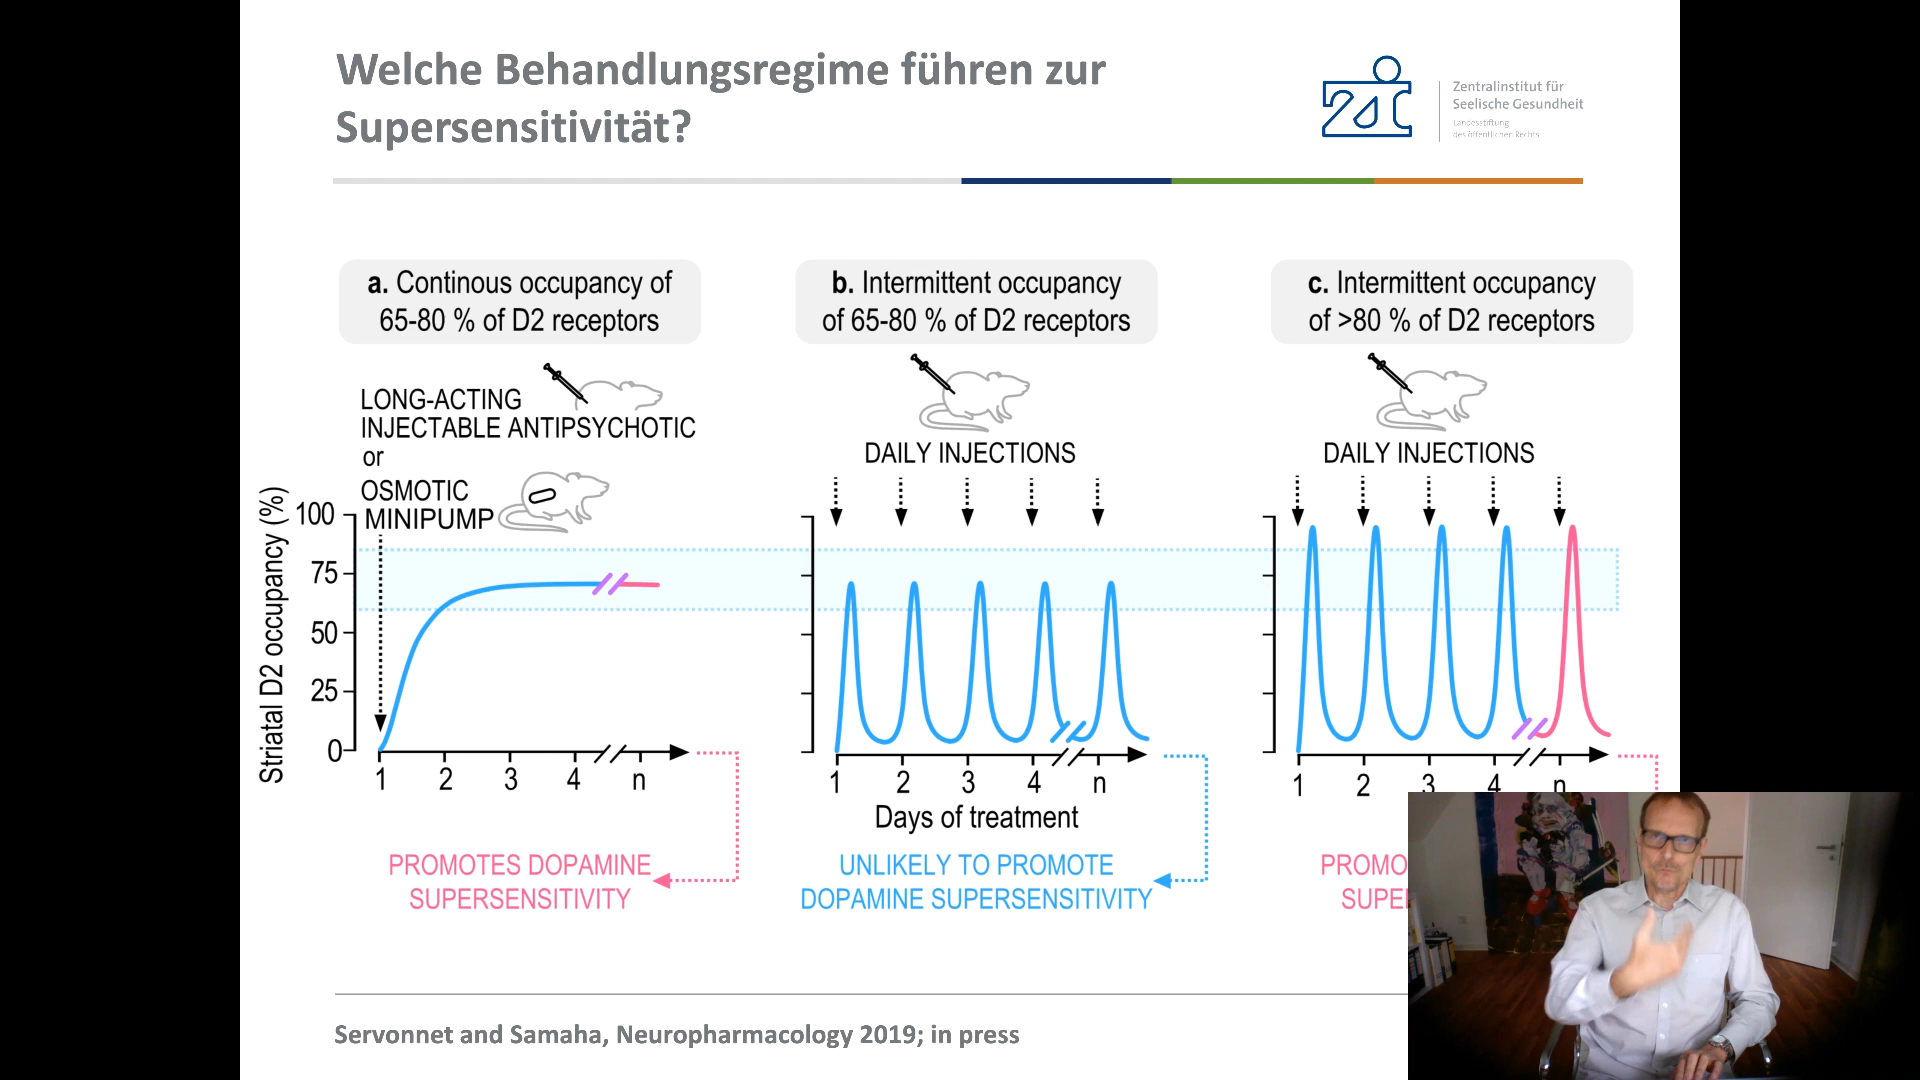 Welche Behandlungsregime führen zur
Supersensitivität?
Zentralinstitut für
Seelische Gesundheit
Landesstiftung
des öffentlichen Rechts
a. Continous occupancy of
65-80 % of D2 receptors
b. Intermittent occupancy
of 65-80 % of D2 receptors
c. Intermittent occupancy
of >80 % of D2 receptors
LONG-ACTING
INJECTABLE ANTIPSYCHOTIC
or
OSMOTIC
MINIPUMP
DAILY INJECTIONS
DAILY INJECTIONS
Striatal D2 occupancy (%)
100
75
50
25
0
1 2 3 4 n
1 2 3 4 n
1 2 3 4 n
Days of treatment
PROMOTES DOPAMINE
SUPERSENSITIVITY
UNLIKELY TO PROMOTE
DOPAMINE SUPERSENSITIVITY
PROMO
SUPE
Servonnet and Samaha, Neuropharmacology 2019; in press